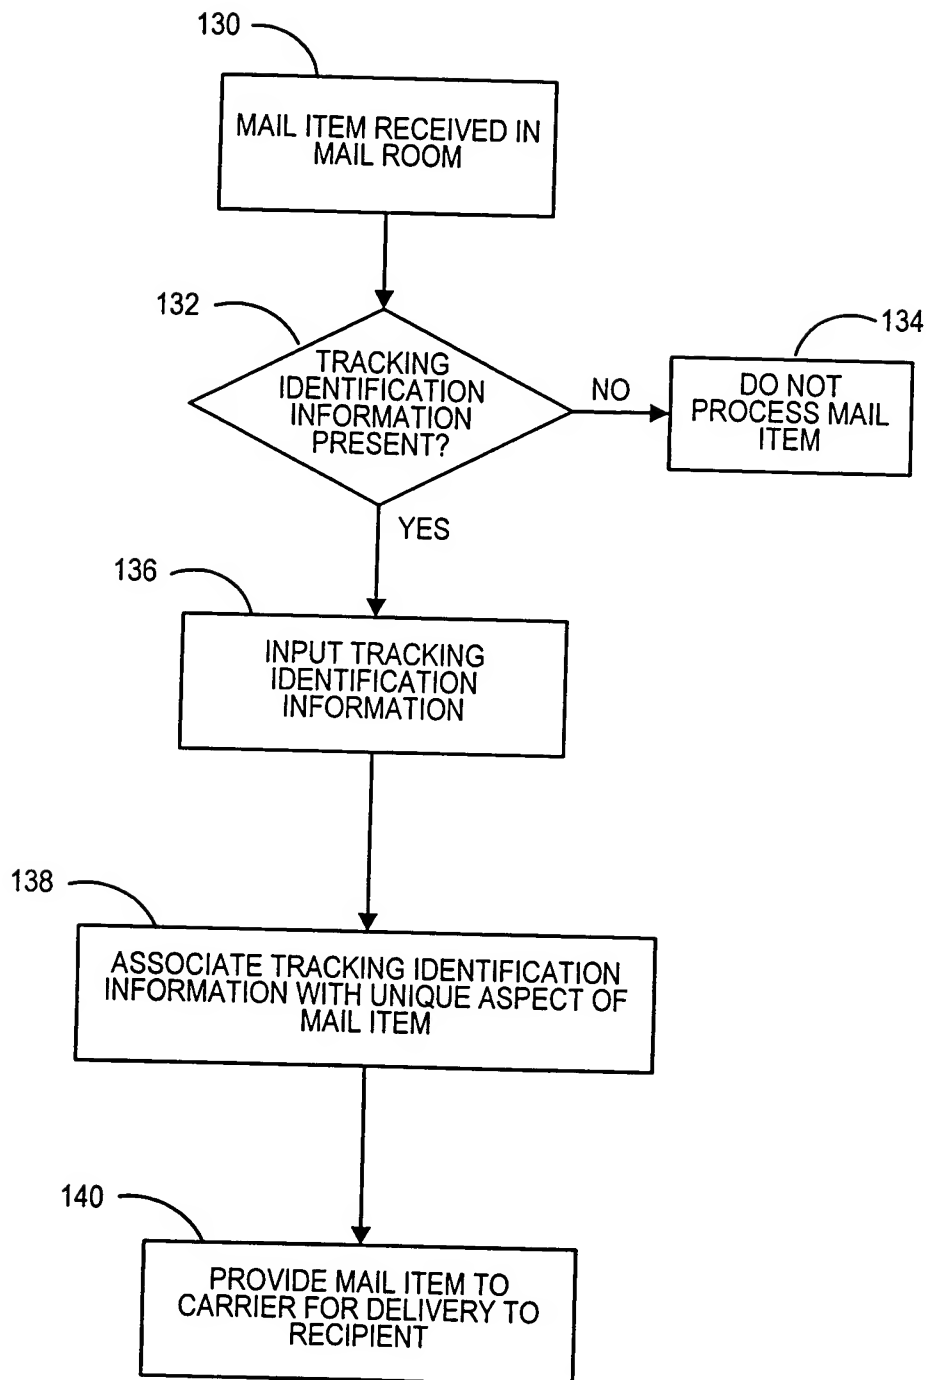 130
MAIL ITEM RECEIVED IN
MAIL ROOM
132
TRACKING
IDENTIFICATION
INFORMATION
PRESENT?
NO
134
DO NOT
PROCESS MAIL
ITEM
YES
136
INPUT TRACKING
IDENTIFICATION
INFORMATION
138
ASSOCIATE TRACKING IDENTIFICATION
INFORMATION WITH UNIQUE ASPECT OF
MAIL ITEM
140
PROVIDE MAIL ITEM TO
CARRIER FOR DELIVERY TO
RECIPIENT